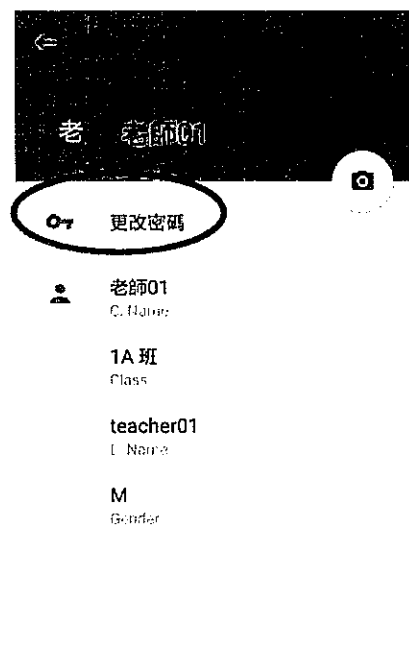 老 老師01
更改密碼
老師01
C. Name
1A 班
Class
teacher01
E. Name
M
Gender